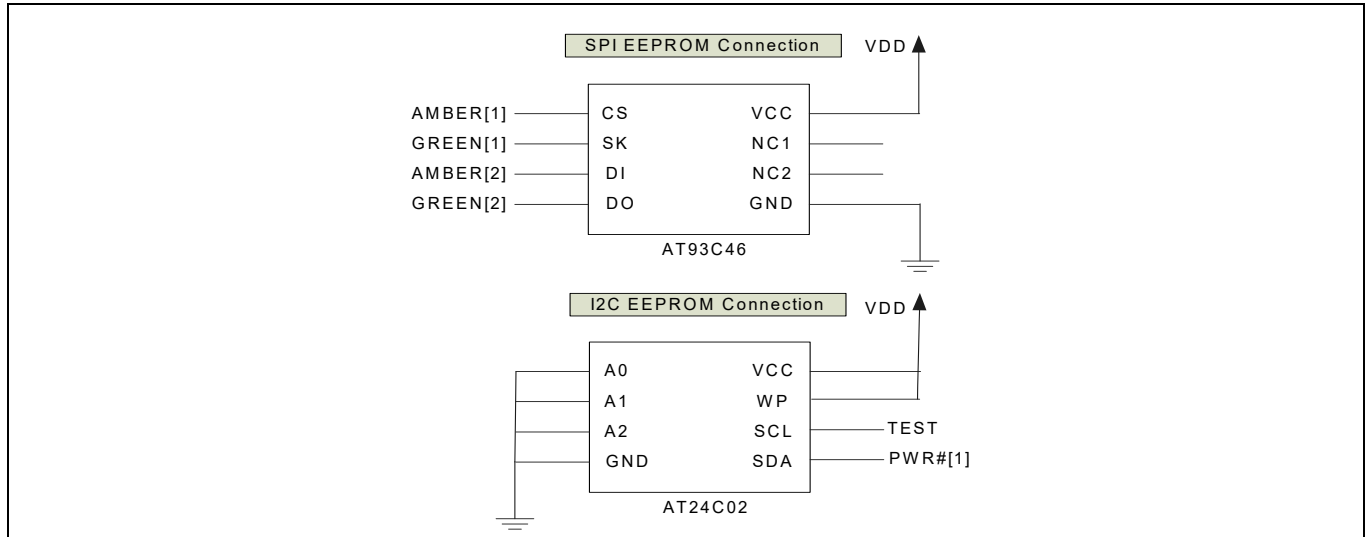 SPI EEPROM Connection VDD
AMBER[1] CS VCC
GREEN[1] SK NC1
AMBER[2] DI NC2
GREEN[2] DO GND
AT93C46
I2C EEPROM Connection VDD
A0 VCC
A1 WP
A2 SCL TEST
GND SDA PWR#[1]
AT24C02